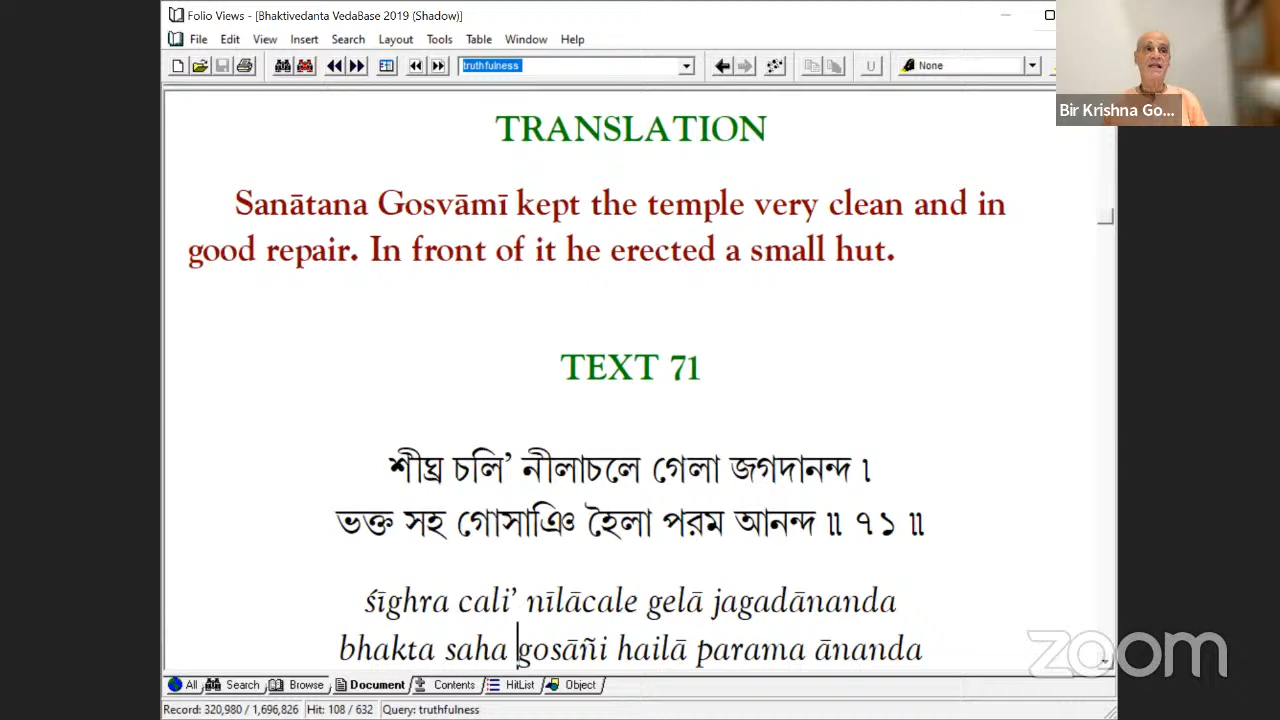 Folio Views - [Bhaktivedanta VedaBase 2019 (Shadow)]
File Edit View Insert Search Layout Tools Table Window Help
truthfulness
U
None
Bir Krishna Go...
TRANSLATION
Sanātana Gosvāmī kept the temple very clean and in
good repair. In front of it he erected a small hut.
TEXT 71
শীঘ্র চলি’ নীলাচলে গেলা জগদানন্দ ।
ভক্ত সহ গোসাঞি হৈলা পরম আনন্দ ॥ ৭১ ॥
śīghra cali’ nīlācale gelā jagadānanda
bhakta saha gosāñi hailā parama ānanda
zoom
All Search Browse Document Contents HitList Object
Record: 320,980 / 1,696,826 Hit: 108 / 632 Query: truthfulness